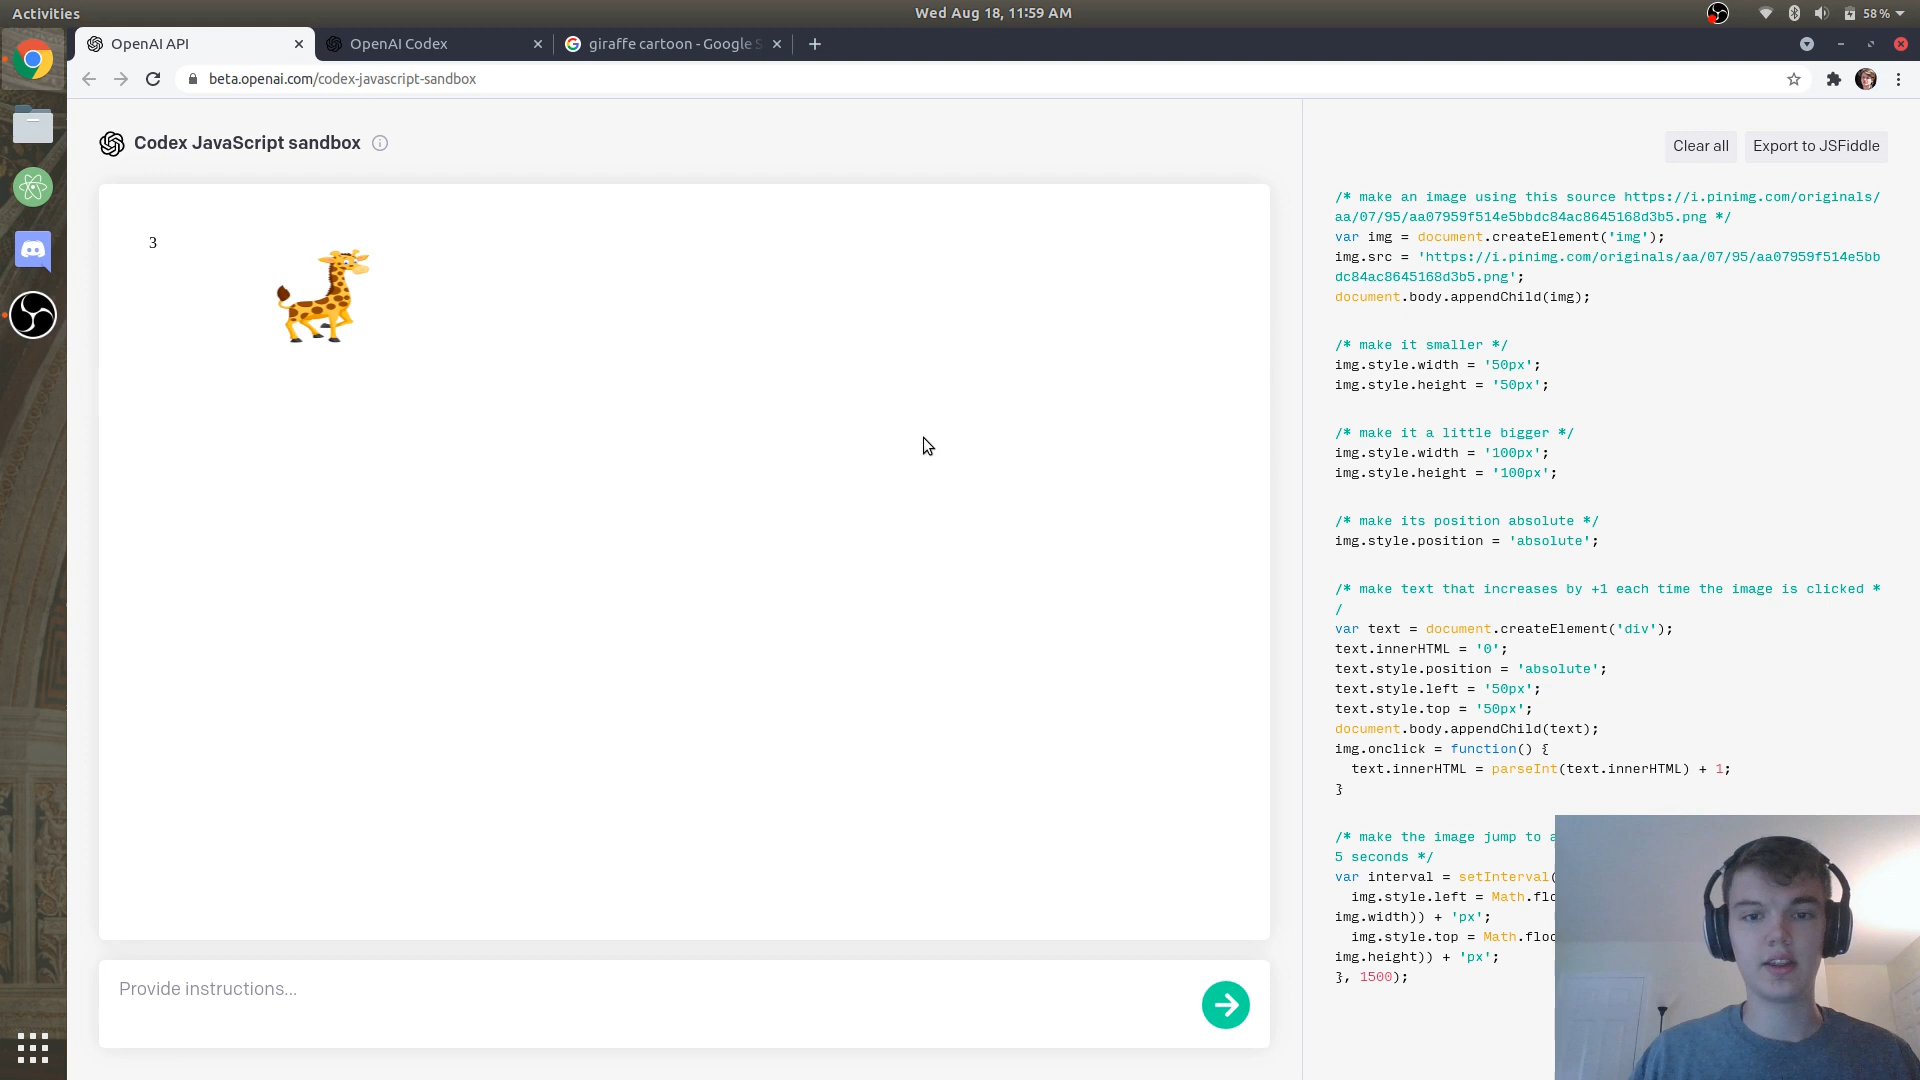 Activities
Wed Aug 18, 11:59 AM
58 %
OpenAI API
OpenAI Codex
giraffe cartoon - Google S
beta.openai.com/codex-javascript-sandbox
Codex JavaScript sandbox
Clear all
Export to JSFiddle
3
Provide instructions...
/* make an image using this source https://i.pinimg.com/originals/
aa/07/95/aa07959f514e5bbdc84ac8645168d3b5.png */
var img = document.createElement('img');
img.src = 'https://i.pinimg.com/originals/aa/07/95/aa07959f514e5bb
dc84ac8645168d3b5.png';
document.body.appendChild(img);
/* make it smaller */
img.style.width = '50px';
img.style.height = '50px';
/* make it a little bigger */
img.style.width = '100px';
img.style.height = '100px';
/* make its position absolute */
img.style.position = 'absolute';
/* make text that increases by +1 each time the image is clicked *
/
var text = document.createElement('div');
text.innerHTML = '0';
text.style.position = 'absolute';
text.style.left = '50px';
text.style.top = '50px';
document.body.appendChild(text);
img.onclick = function() {
  text.innerHTML = parseInt(text.innerHTML) + 1;
}
/* make the image jump to a
5 seconds */
var interval = setInterval(
  img.style.left = Math.flo
img.width)) + 'px';
  img.style.top = Math.floo
img.height)) + 'px';
}, 1500);